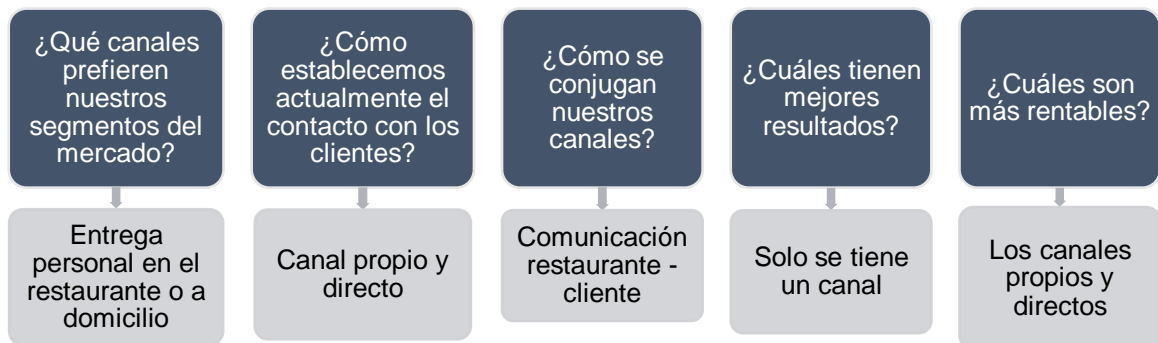 ¿Qué canales
prefieren
nuestros
segmentos del
mercado?
Entrega
personal en el
restaurante o a
domicilio
¿Cómo
establecemos
actualmente el
contacto con los
clientes?
Canal propio y
directo
¿Cómo se
conjugan
nuestros
canales?
Comunicación
restaurante -
cliente
¿Cuáles tienen
mejores
resultados?
Solo se tiene
un canal
¿Cuáles son
más rentables?
Los canales
propios y
directos